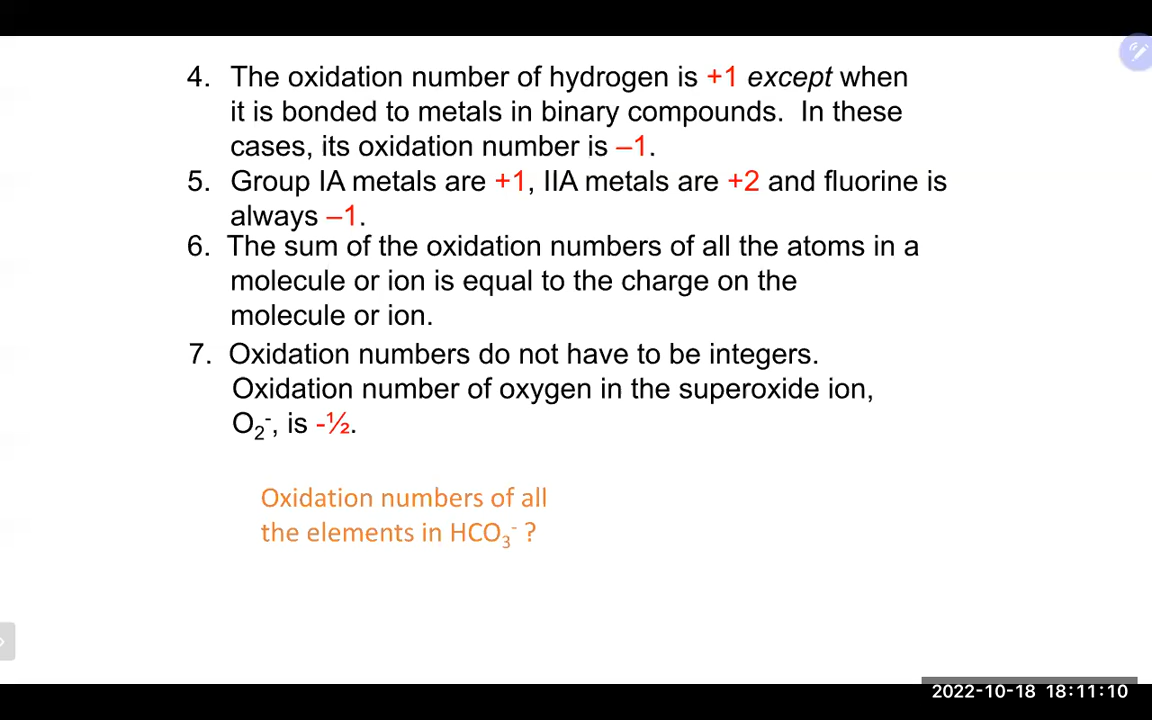 4. The oxidation number of hydrogen is +1 except when
it is bonded to metals in binary compounds. In these
cases, its oxidation number is –1.
5. Group IA metals are +1, IIA metals are +2 and fluorine is
always –1.
6. The sum of the oxidation numbers of all the atoms in a
molecule or ion is equal to the charge on the
molecule or ion.
7. Oxidation numbers do not have to be integers.
Oxidation number of oxygen in the superoxide ion,
O₂⁻, is -½.
Oxidation numbers of all
the elements in HCO₃⁻ ?
2022-10-18 18:11:10